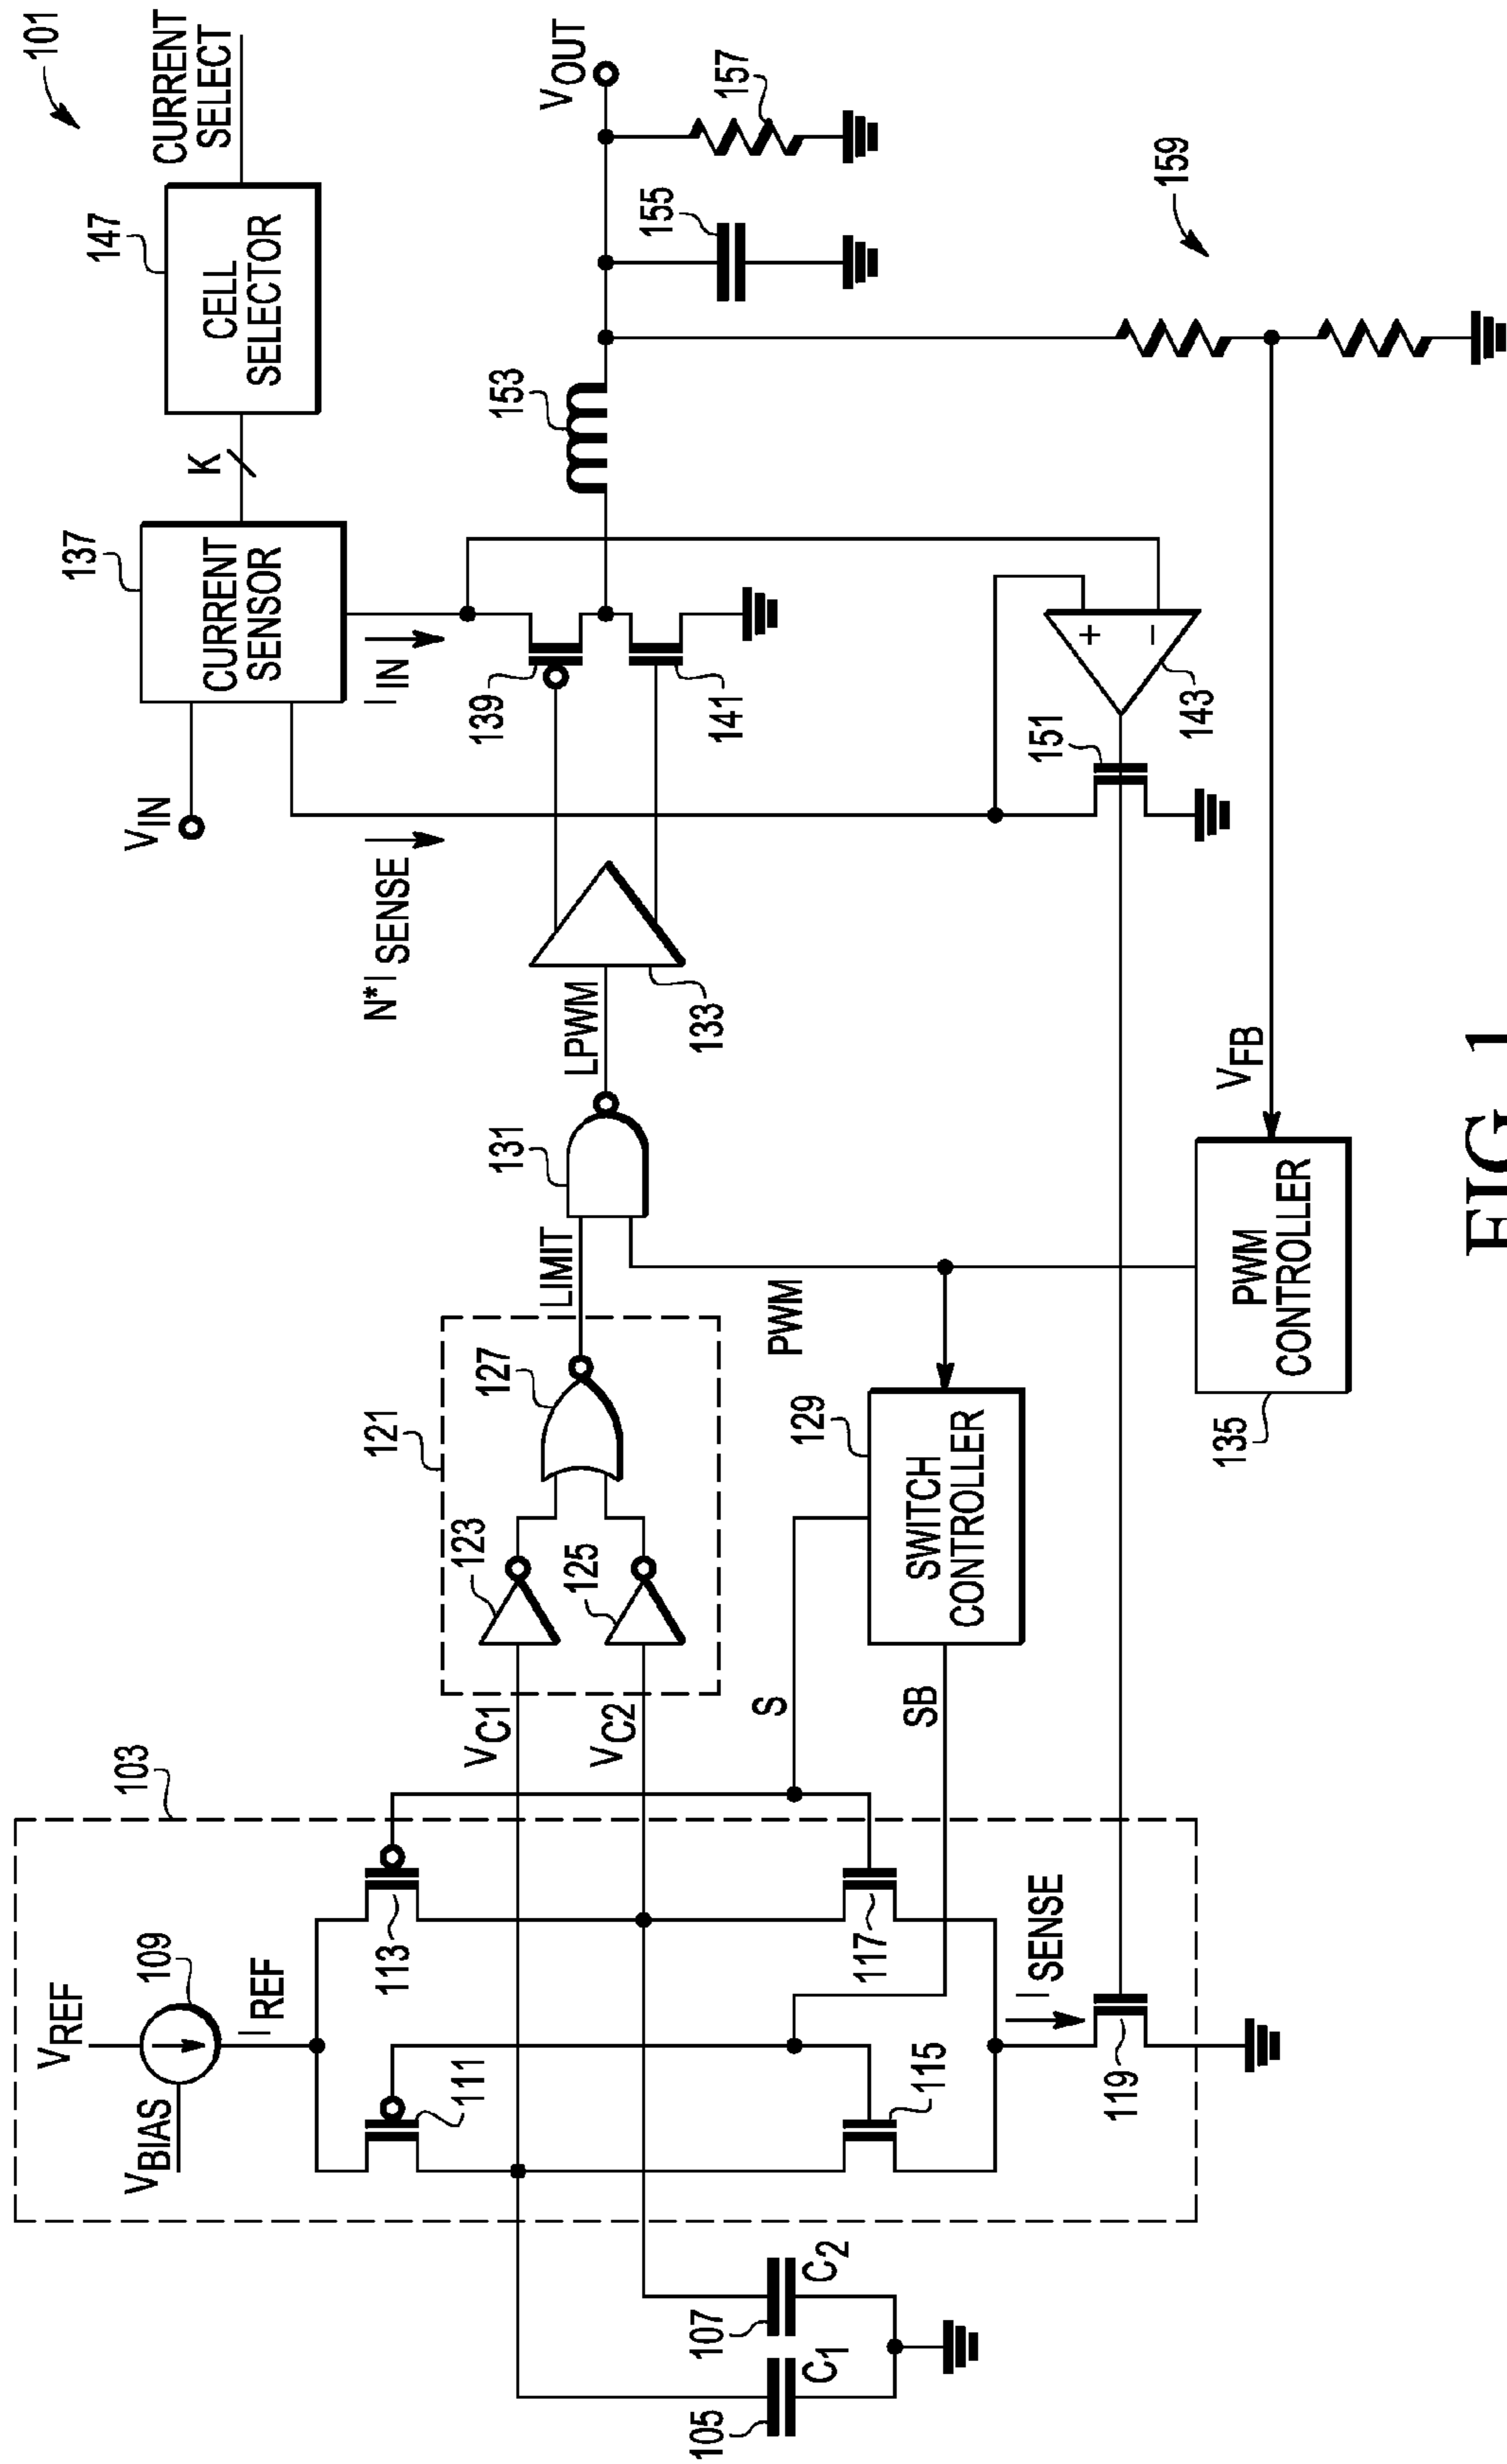 101
CURRENT
SELECT
147
CELL
SELECTOR
K
137
CURRENT
SENSOR
VIN
IIN
N*ISENSE
139
141
153
VOUT
155
157
159
143
151
133
LPWM
131
LIMIT
121
127
123
125
VC1
VC2
PWM
129
SWITCH
CONTROLLER
S
SB
VFB
PWM
CONTROLLER
135
103
VREF
109
VBIAS
IREF
113
111
117
115
ISENSE
119
107
C2
105
C1